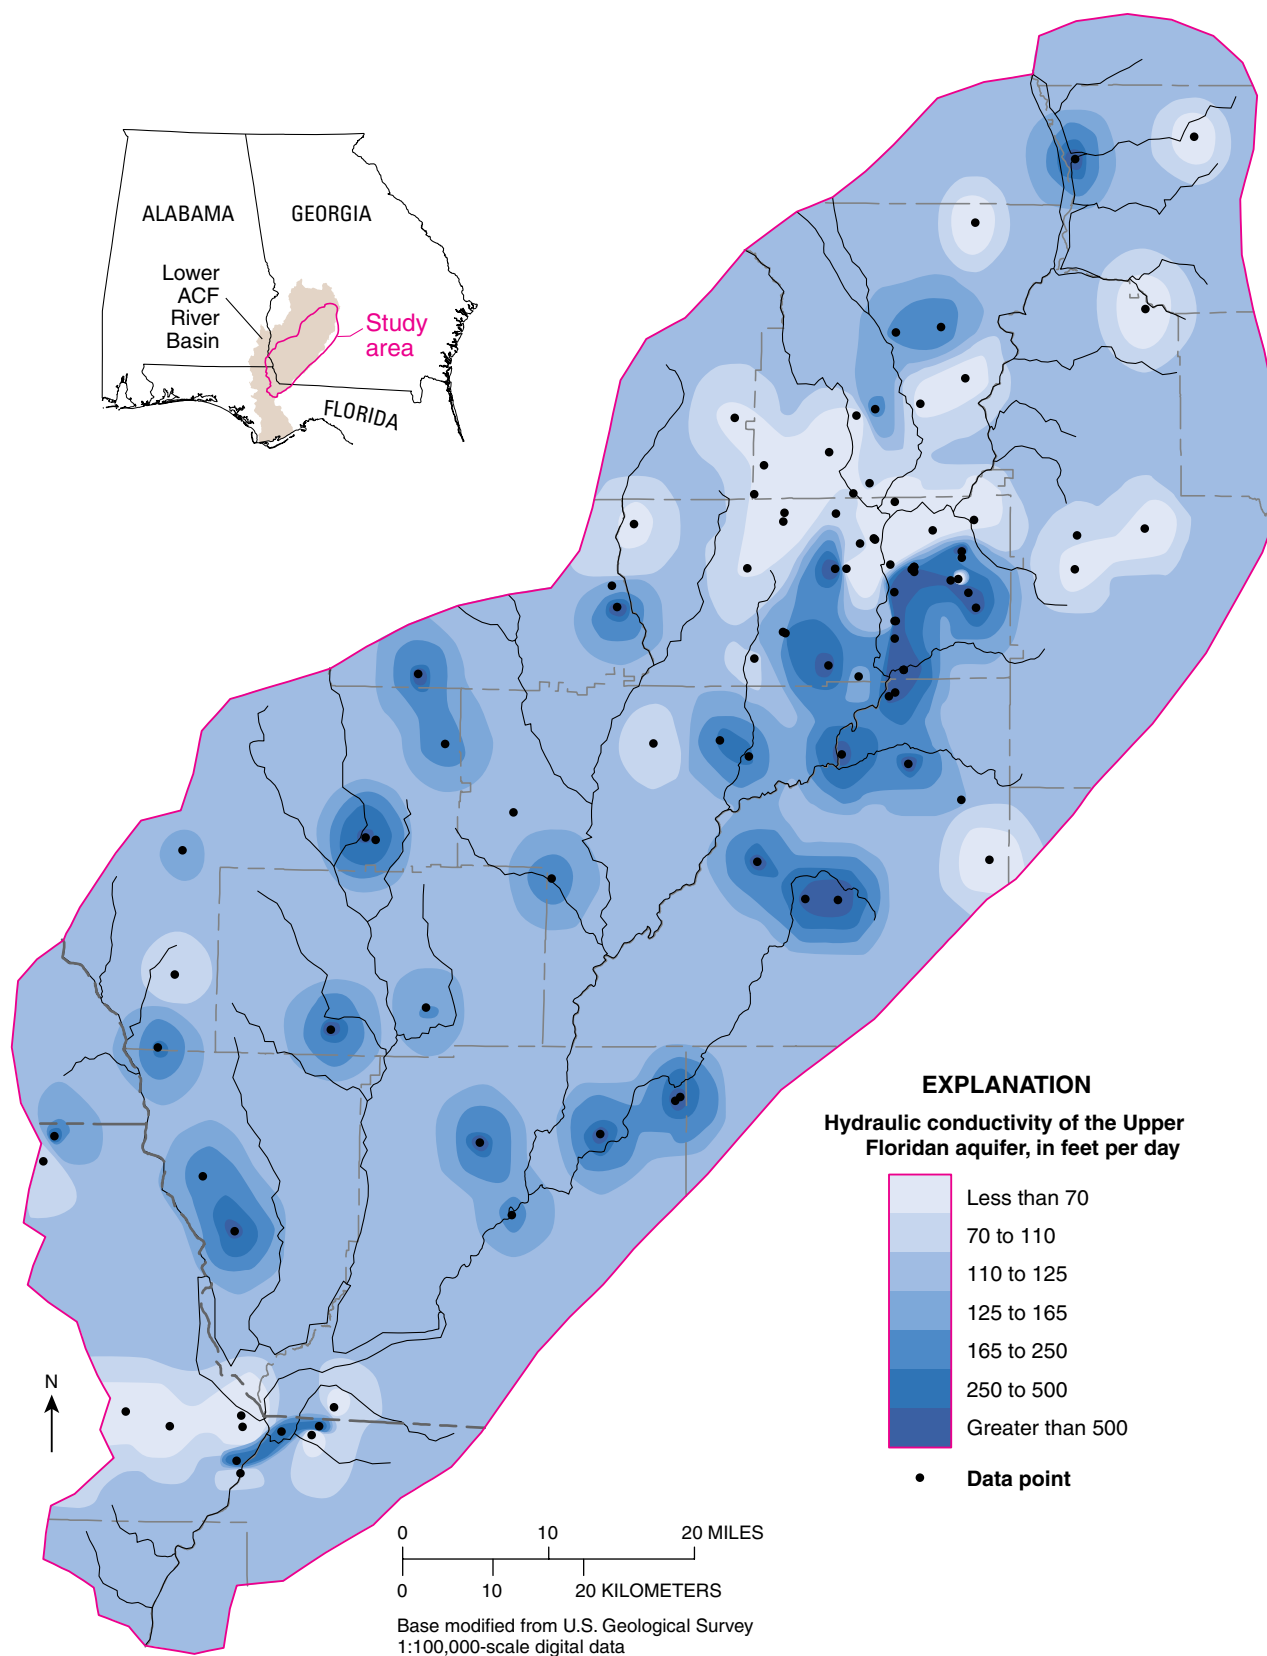 ALABAMA
GEORGIA
Lower
ACF
River
Basin
Study
area
FLORIDA
EXPLANATION
Hydraulic conductivity of the Upper
Floridan aquifer, in feet per day
Less than 70
70 to 110
110 to 125
125 to 165
165 to 250
250 to 500
Greater than 500
Data point
N
0 10 20 MILES
0 10 20 KILOMETERS
Base modified from U.S. Geological Survey
1:100,000-scale digital data